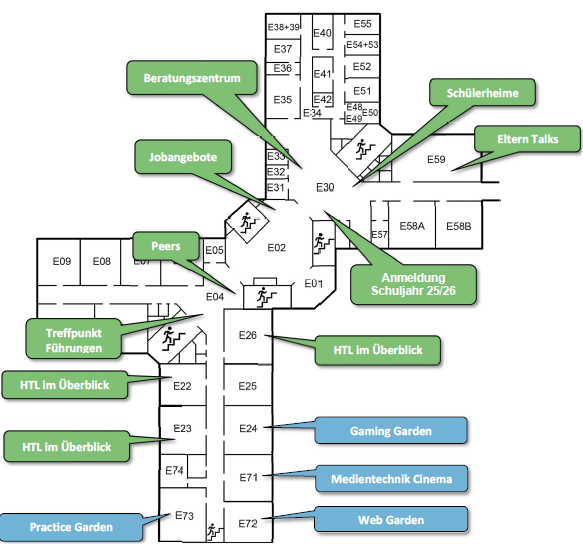 E38+39
E40
E55
E37
E54+53
E36
E41
E52
E35
E42
E51
E48
E50
E34
E49
Beratungszentrum
Schülerheime
Eltern Talks
Jobangebote
E33
E32
E31
E30
E59
E57
E58A
E58B
Peers
E02
E09
E08
E07
E05
E04
E01
Anmeldung
Schuljahr 25/26
Treffpunkt
Führungen
E26
HTL im Überblick
HTL im Überblick
E22
E25
HTL im Überblick
E23
E24
Gaming Garden
E74
E71
Medientechnik Cinema
Practice Garden
E73
E72
Web Garden